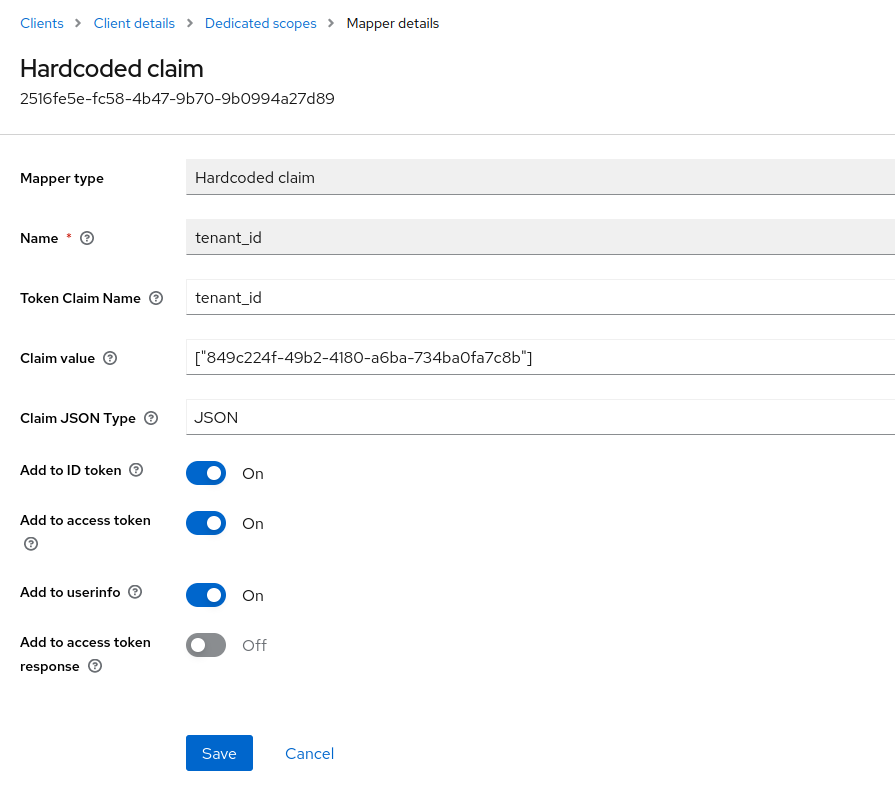 Clients > Client details > Dedicated scopes > Mapper details
Hardcoded claim
2516fe5e-fc58-4b47-9b70-9b0994a27d89
Mapper type Hardcoded claim
Name * tenant_id
Token Claim Name tenant_id
Claim value ["849c224f-49b2-4180-a6ba-734ba0fa7c8b"]
Claim JSON Type JSON
Add to ID token On
Add to access token On
Add to userinfo On
Add to access token
response Off
Save Cancel